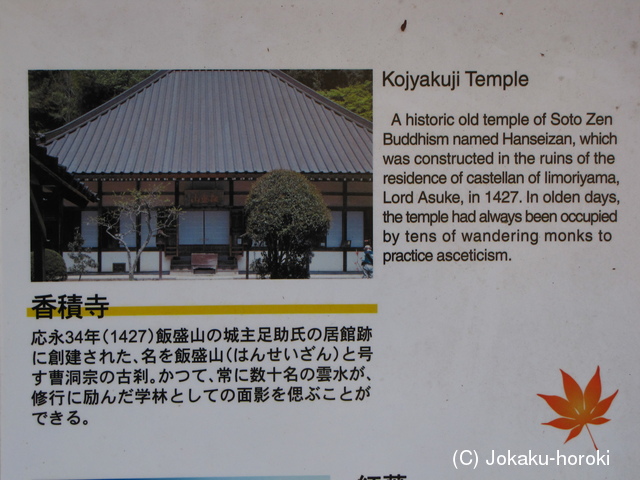 Kojyakuji Temple
A historic old temple of Soto Zen
Buddhism named Hanseizan, which
was constructed in the ruins of the
residence of castellan of Iimoriyama,
Lord Asuke, in 1427. In olden days,
the temple had always been occupied
by tens of wandering monks to
practice asceticism.
香積寺
応永34年(1427)飯盛山の城主足助氏の居館跡
に創建された、名を飯盛山(はんせいざん)と号
す曹洞宗の古刹。かつて、常に数十名の雲水が、
修行に励んだ学林としての面影を偲ぶことが
できる。
(C) Jokaku-horoki